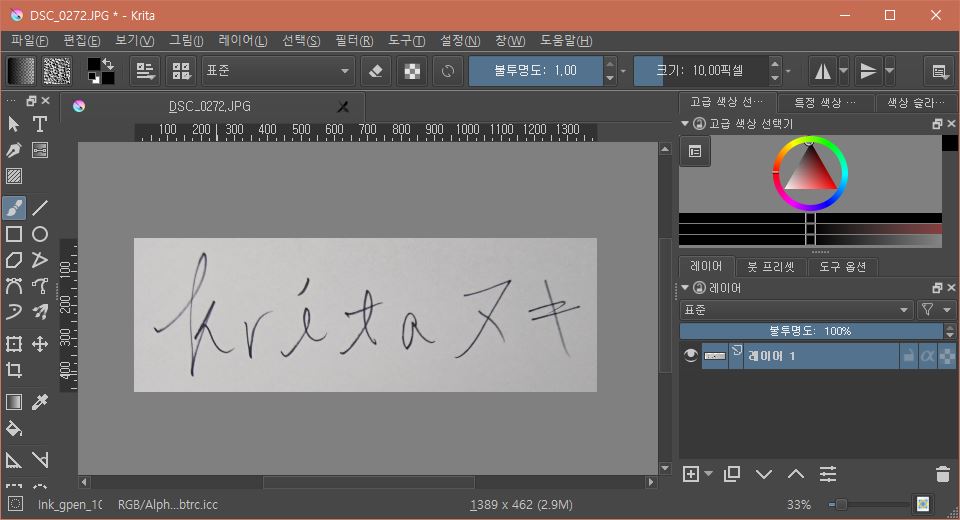 DSC_0272.JPG * - Krita
파일(F) 편집(E) 보기(V) 그림(I) 레이어(L) 선택(S) 필터(R) 도구(T) 설정(N) 창(W) 도움말(H)
표준 불투명도: 1.00 크기: 10.00픽셀
DSC_0272.JPG
고급 색상 선... 특정 색상 ... 색상 슬라...
고급 색상 선택기
100 200 300 400 500 600 700 800 900 1000 1100 1200 1300
100
200
300
400
krita スキ
레이어 붓 프리셋 도구 옵션
레이어
표준
불투명도: 100%
레이어 1
Ink_gpen_10 RGB/Alph...btrc.icc 1389 x 462 (2.9M) 33%